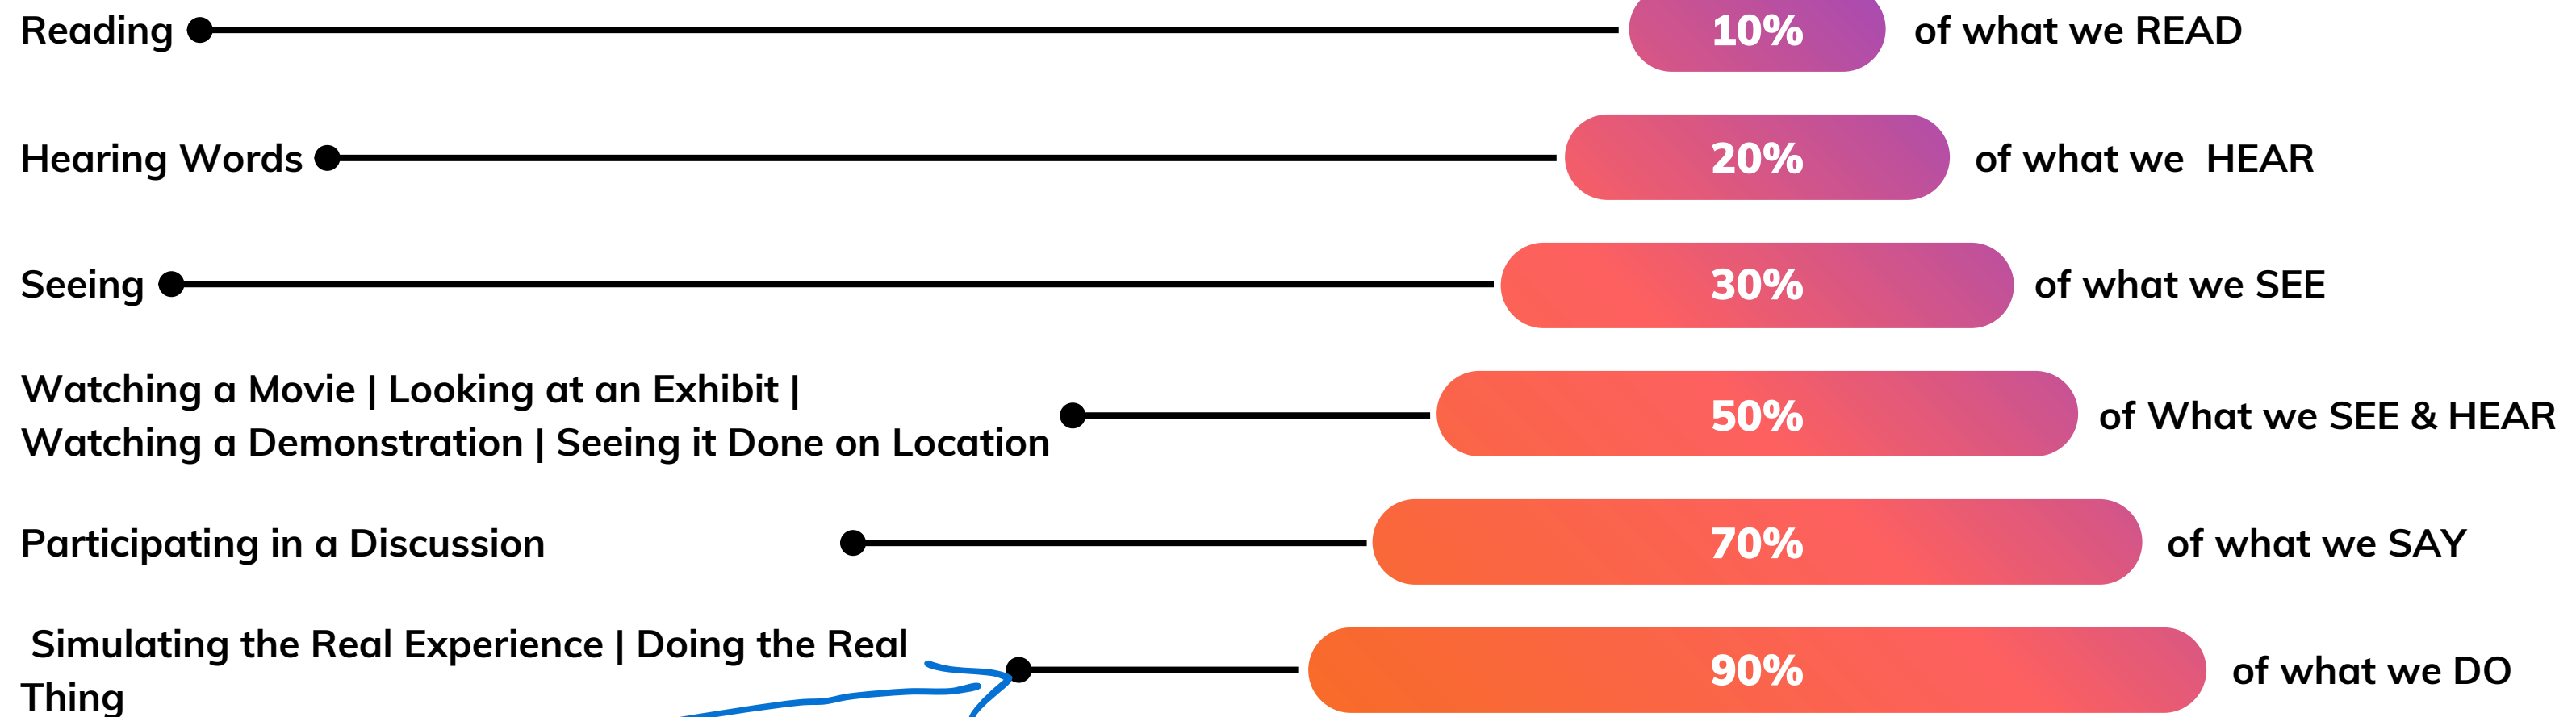 Reading 10% of what we READ
Hearing Words 20% of what we HEAR
Seeing 30% of what we SEE
Watching a Movie | Looking at an Exhibit |
Watching a Demonstration | Seeing it Done on Location
50% of What we SEE & HEAR
Participating in a Discussion 70% of what we SAY
Simulating the Real Experience | Doing the Real
Thing
90% of what we DO